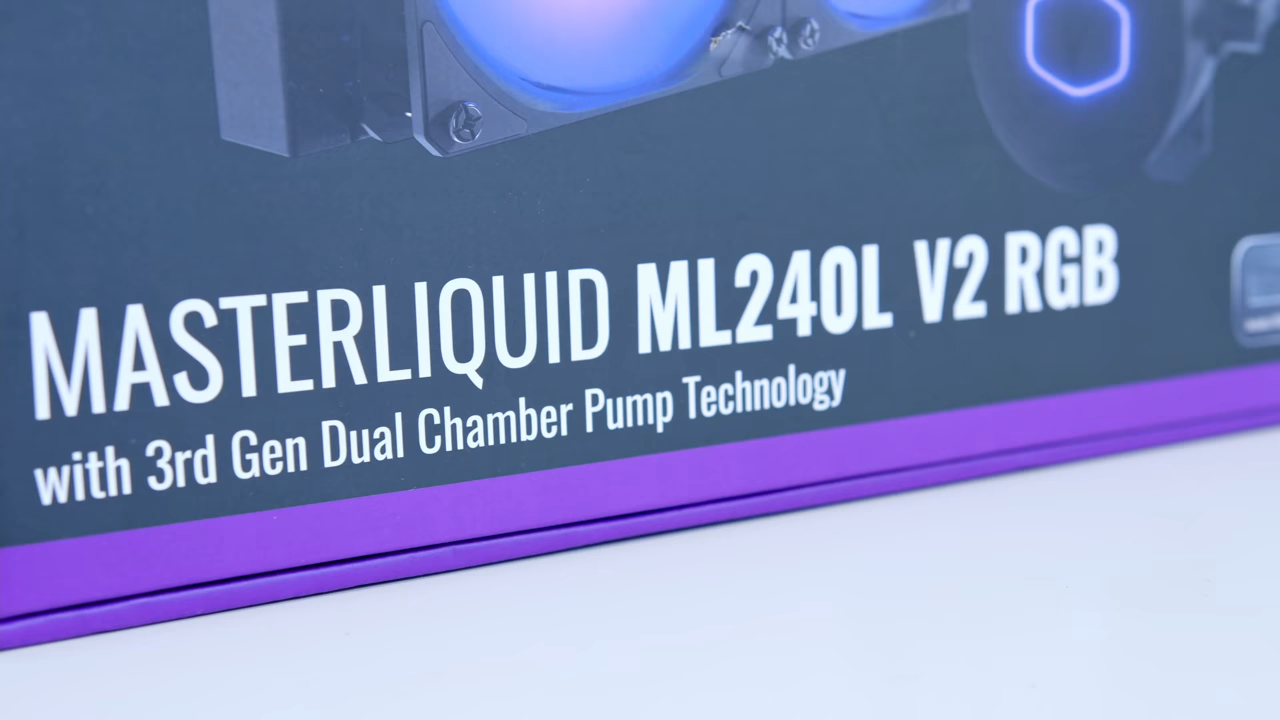 MASTERLIQUID ML240L V2 RGB
with 3rd Gen Dual Chamber Pump Technology